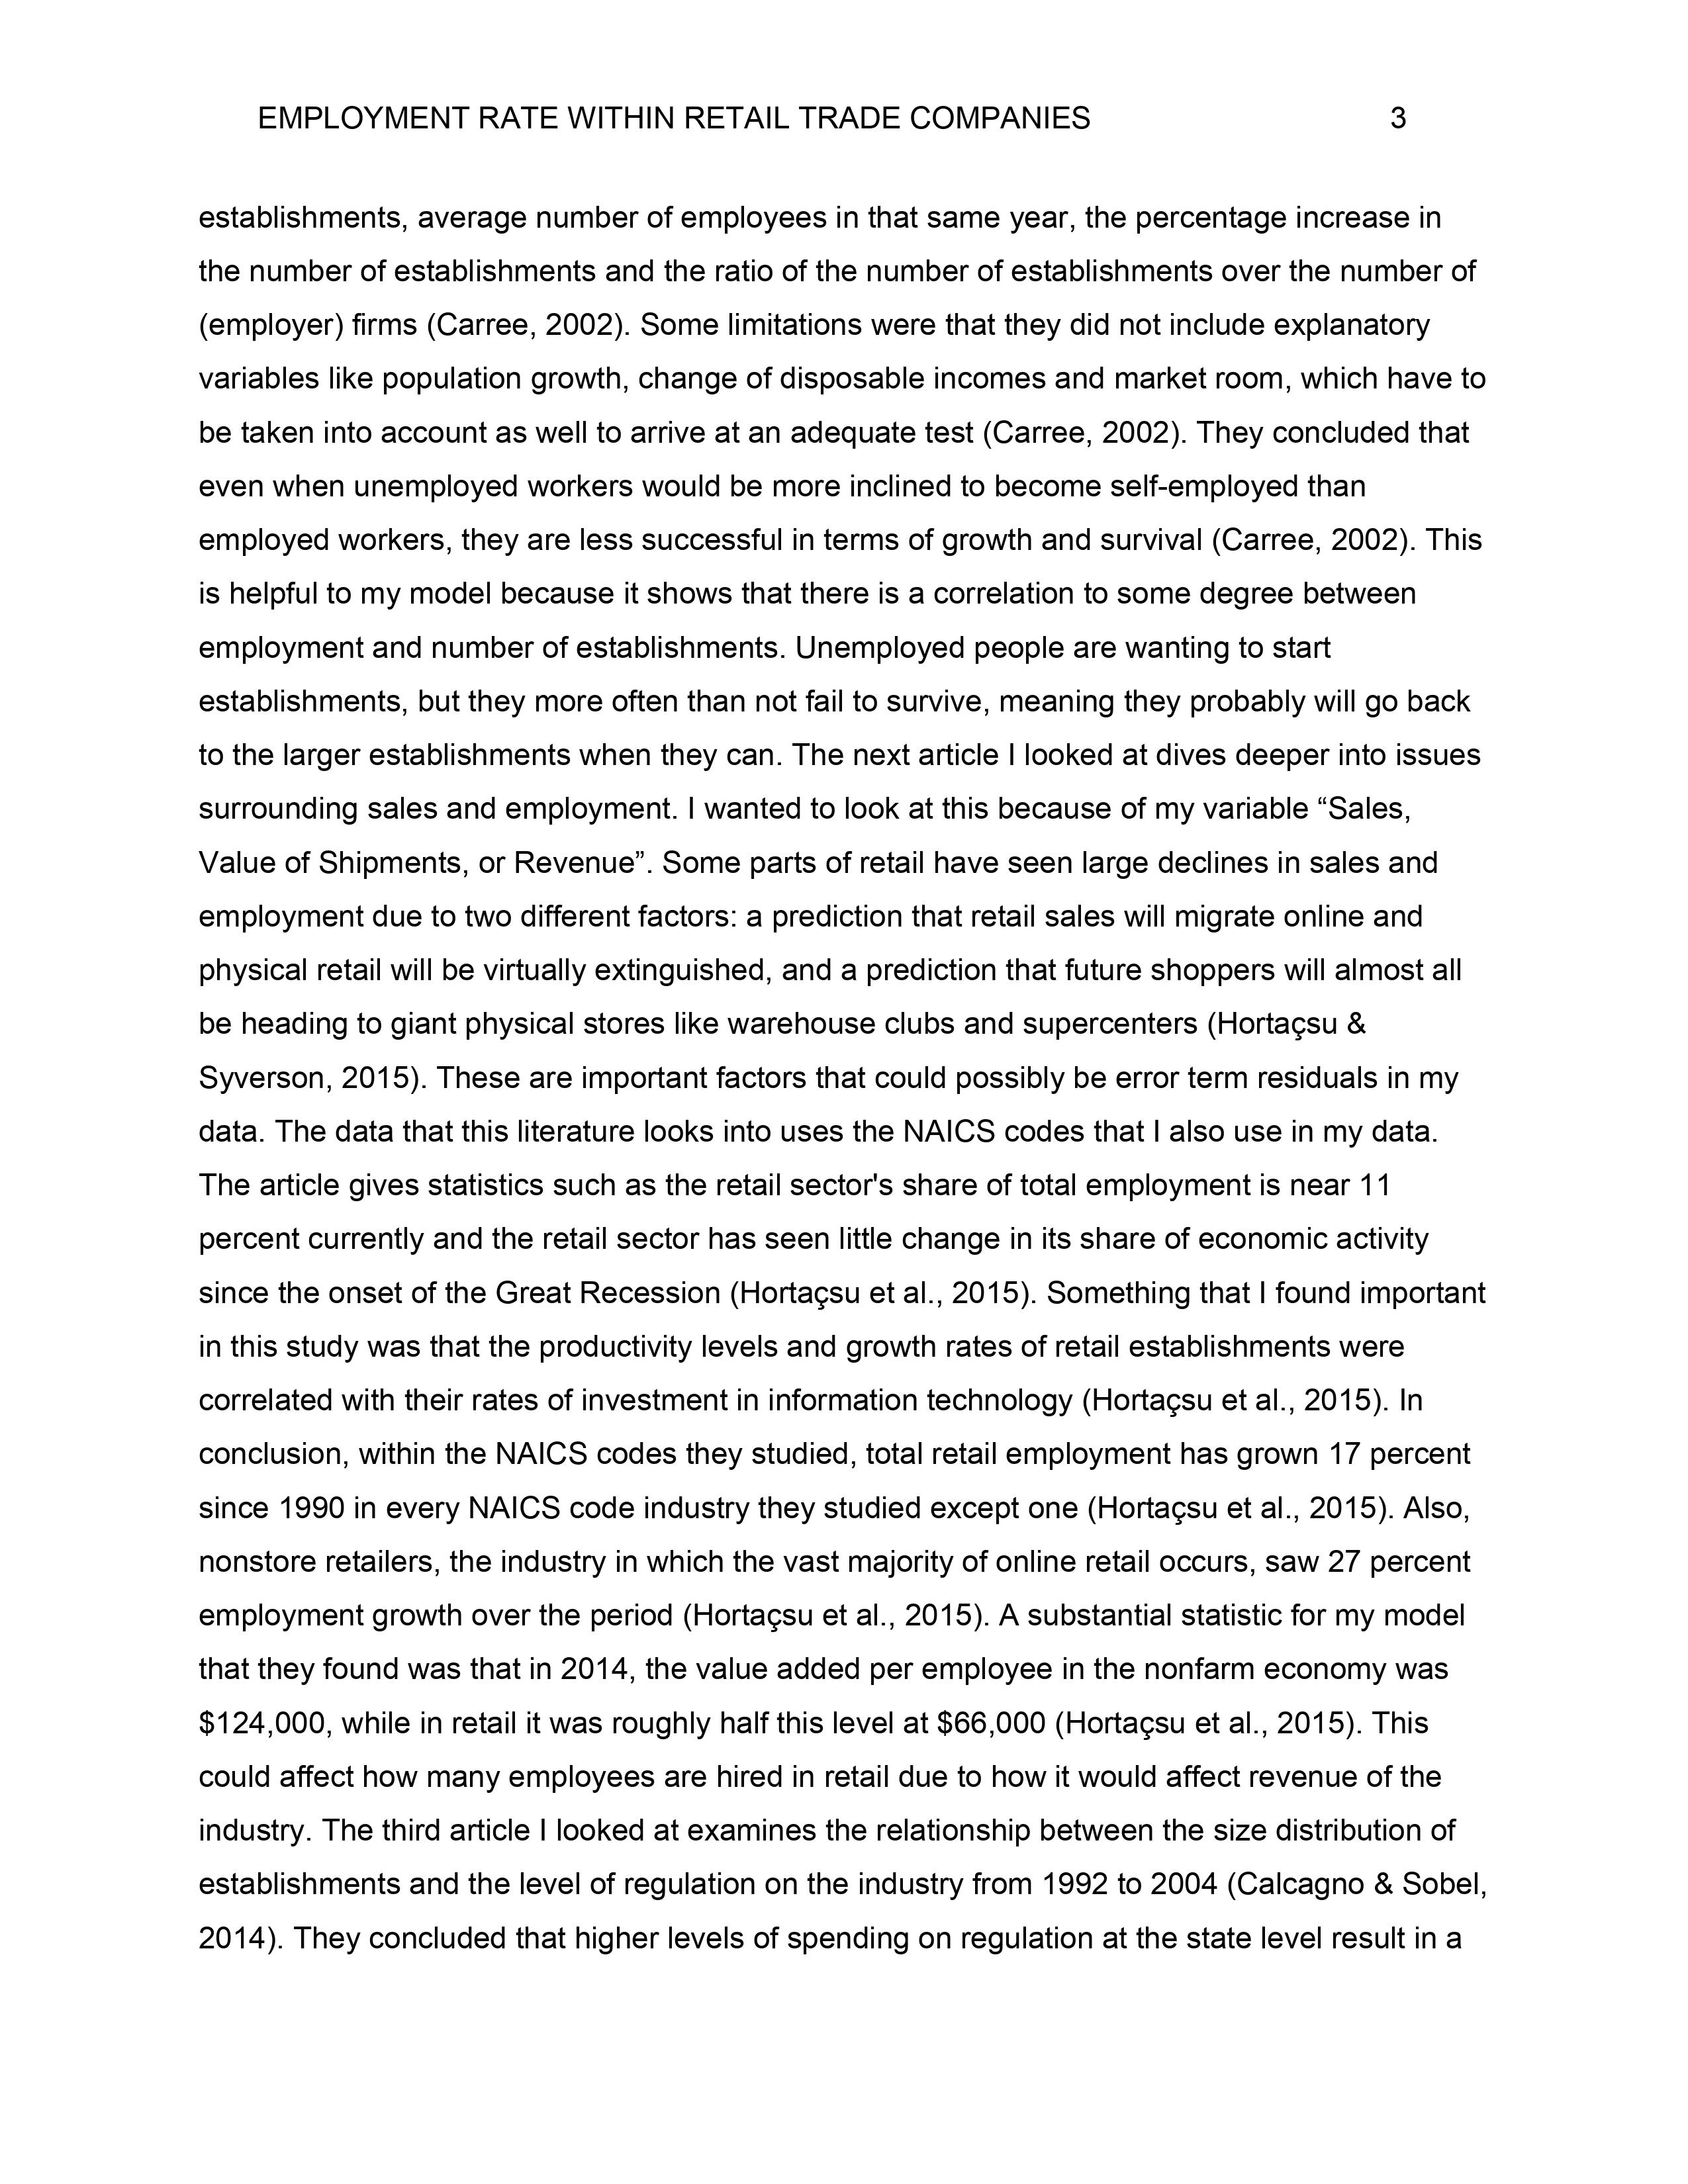 EMPLOYMENT RATE WITHIN RETAIL TRADE COMPANIES 3
establishments, average number of employees in that same year, the percentage increase in
the number of establishments and the ratio of the number of establishments over the number of
(employer) firms (Carree, 2002). Some limitations were that they did not include explanatory
variables like population growth, change of disposable incomes and market room, which have to
be taken into account as well to arrive at an adequate test (Carree, 2002). They concluded that
even when unemployed workers would be more inclined to become self-employed than
employed workers, they are less successful in terms of growth and survival (Carree, 2002). This
is helpful to my model because it shows that there is a correlation to some degree between
employment and number of establishments. Unemployed people are wanting to start
establishments, but they more often than not fail to survive, meaning they probably will go back
to the larger establishments when they can. The next article I looked at dives deeper into issues
surrounding sales and employment. I wanted to look at this because of my variable “Sales,
Value of Shipments, or Revenue”. Some parts of retail have seen large declines in sales and
employment due to two different factors: a prediction that retail sales will migrate online and
physical retail will be virtually extinguished, and a prediction that future shoppers will almost all
be heading to giant physical stores like warehouse clubs and supercenters (Hortaçsu &
Syverson, 2015). These are important factors that could possibly be error term residuals in my
data. The data that this literature looks into uses the NAICS codes that I also use in my data.
The article gives statistics such as the retail sector's share of total employment is near 11
percent currently and the retail sector has seen little change in its share of economic activity
since the onset of the Great Recession (Hortaçsu et al., 2015). Something that I found important
in this study was that the productivity levels and growth rates of retail establishments were
correlated with their rates of investment in information technology (Hortaçsu et al., 2015). In
conclusion, within the NAICS codes they studied, total retail employment has grown 17 percent
since 1990 in every NAICS code industry they studied except one (Hortaçsu et al., 2015). Also,
nonstore retailers, the industry in which the vast majority of online retail occurs, saw 27 percent
employment growth over the period (Hortaçsu et al., 2015). A substantial statistic for my model
that they found was that in 2014, the value added per employee in the nonfarm economy was
$124,000, while in retail it was roughly half this level at $66,000 (Hortaçsu et al., 2015). This
could affect how many employees are hired in retail due to how it would affect revenue of the
industry. The third article I looked at examines the relationship between the size distribution of
establishments and the level of regulation on the industry from 1992 to 2004 (Calcagno & Sobel,
2014). They concluded that higher levels of spending on regulation at the state level result in a